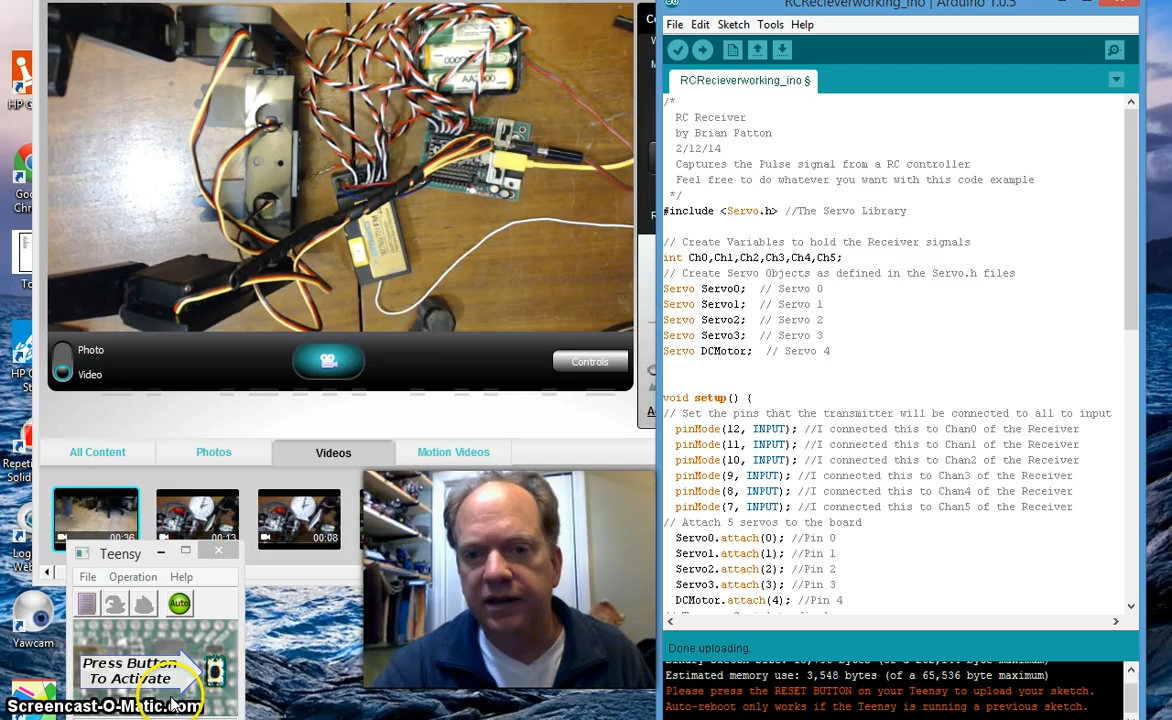 RCRecieverworking_ino | Arduino 1.0.5
File Edit Sketch Tools Help
RCRecieverworking_ino §
/*
RC Receiver
by Brian Patton
2/12/14
Captures the Pulse signal from a RC controller
Feel free to do whatever you want with this code example
*/
#include <Servo.h> //The Servo Library
// Create Variables to hold the Receiver signals
int Ch0,Ch1,Ch2,Ch3,Ch4,Ch5;
// Create Servo Objects as defined in the Servo.h files
Servo Servo0; // Servo 0
Servo Servo1; // Servo 1
Servo Servo2; // Servo 2
Servo Servo3; // Servo 3
Servo DCMotor; // Servo 4
void setup() {
// Set the pins that the transmitter will be connected to all to input
pinMode(12, INPUT); //I connected this to Chan0 of the Receiver
pinMode(11, INPUT); //I connected this to Chan1 of the Receiver
pinMode(10, INPUT); //I connected this to Chan2 of the Receiver
pinMode(9, INPUT); //I connected this to Chan3 of the Receiver
pinMode(8, INPUT); //I connected this to Chan4 of the Receiver
pinMode(7, INPUT); //I connected this to Chan5 of the Receiver
// Attach 5 servos to the board
Servo0.attach(0); //Pin 0
Servo1.attach(1); //Pin 1
Servo2.attach(2); //Pin 2
Servo3.attach(3); //Pin 3
DCMotor.attach(4); //Pin 4
Done uploading.
Estimated memory use: 3,548 bytes (of a 65,536 byte maximum)
Please press the RESET BUTTON on your Teensy to upload your sketch.
Auto-reboot only works if the Teensy is running a previous sketch.
Photo
Video
Controls
All Content Photos Videos Motion Videos
00:36 00:13 00:08
Teensy
File Operation Help
Auto
Press Button
To Activate
Screencast-O-Matic.com
Yawcam